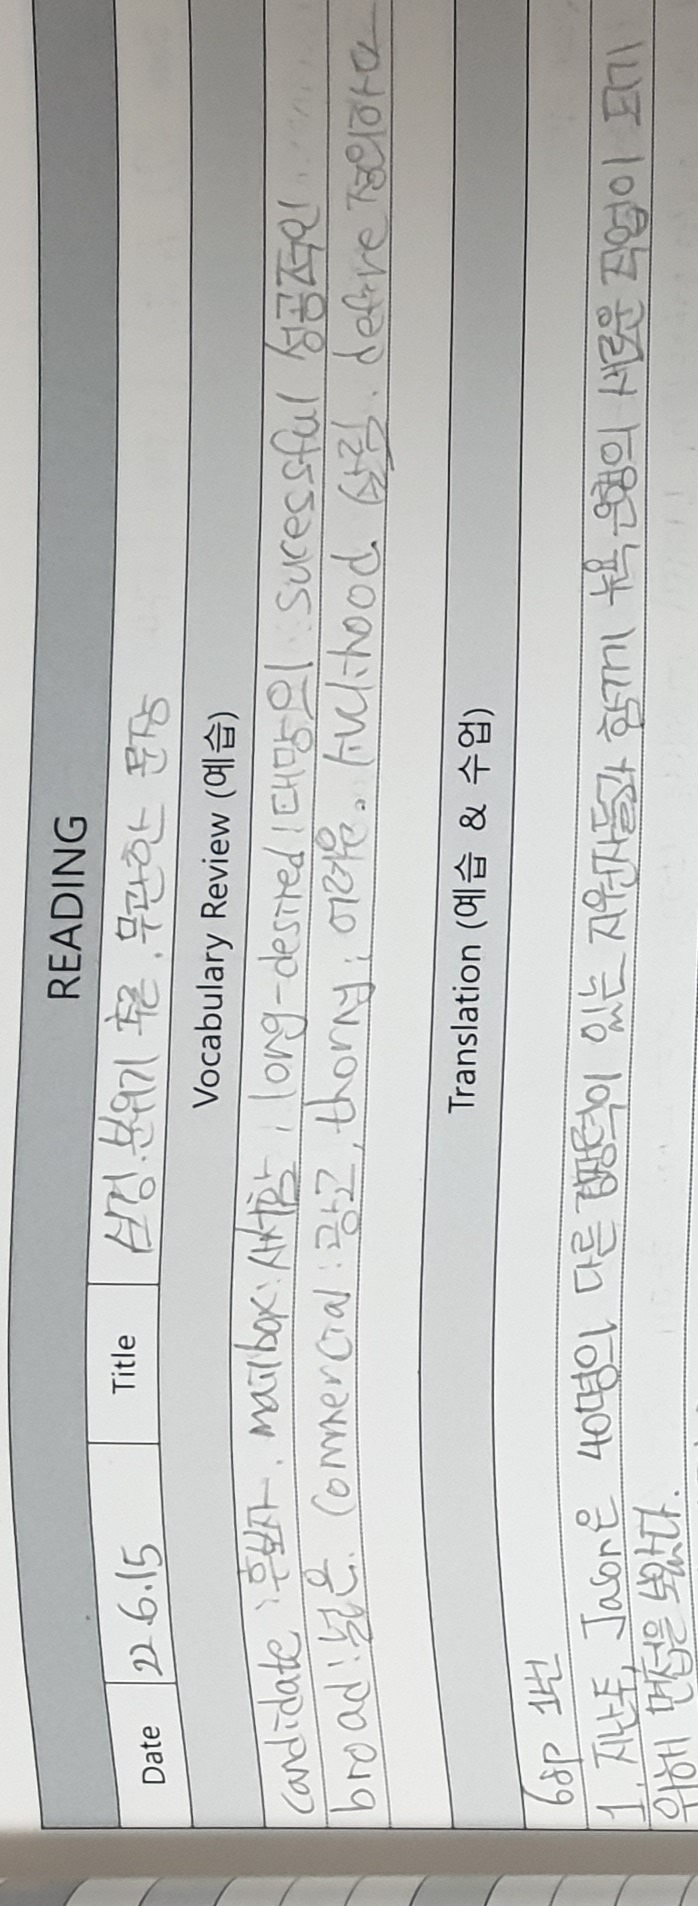 READING
Date 22.6.15 Title 심경.분위기 추론.무관한 문장
Vocabulary Review (예습)
candidate : 후보자. mailbox : 사서함, long-desired : 대망의. sucessful 성공적인
broad : 넓은. Commercial : 광고, thorny : 어려운. livelihood 살림. define 정의하다
Translation (예습 & 수업)
68p 1번
1. 지난주, Jason은 40명의 다른 경쟁력이 있는 지원자들과 함께 뉴욕 은행의 새로운 직업이 되기
위해 면접을 보았다.